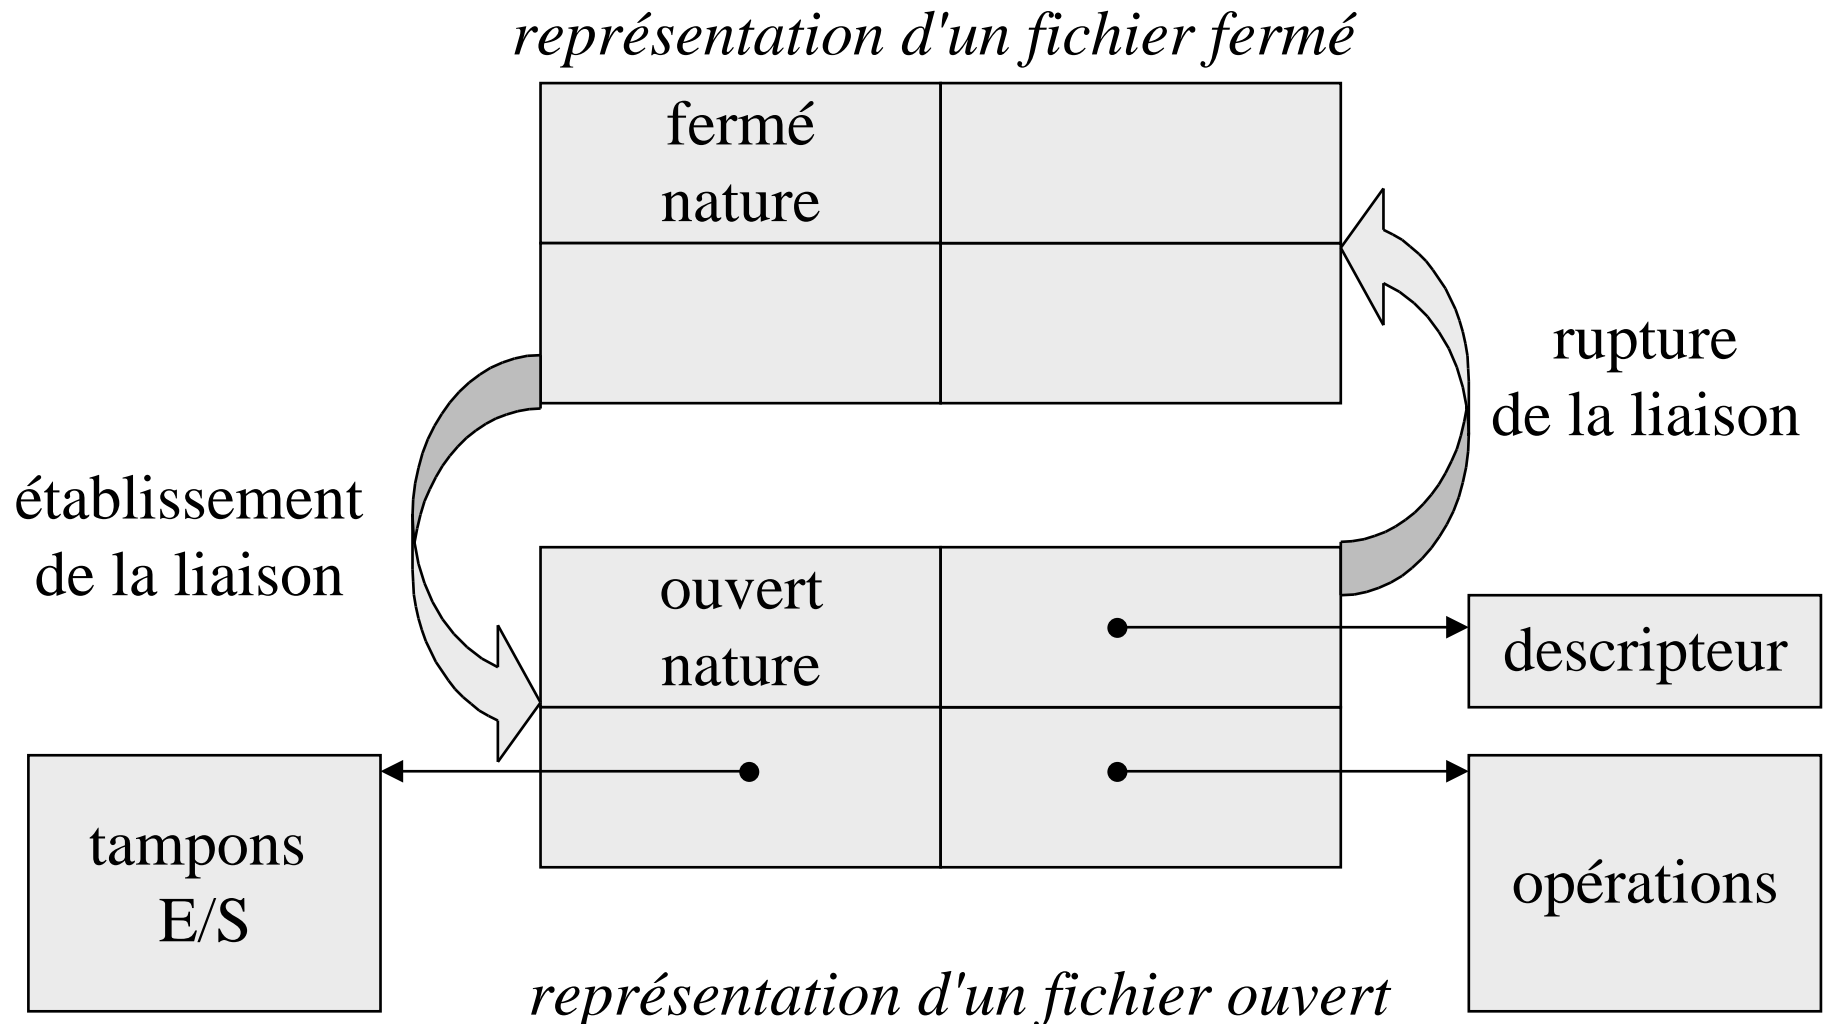 représentation d'un fichier fermé
fermé
nature
rupture
de la liaison
établissement
de la liaison
ouvert
nature
descripteur
tampons
E/S
opérations
représentation d'un fichier ouvert